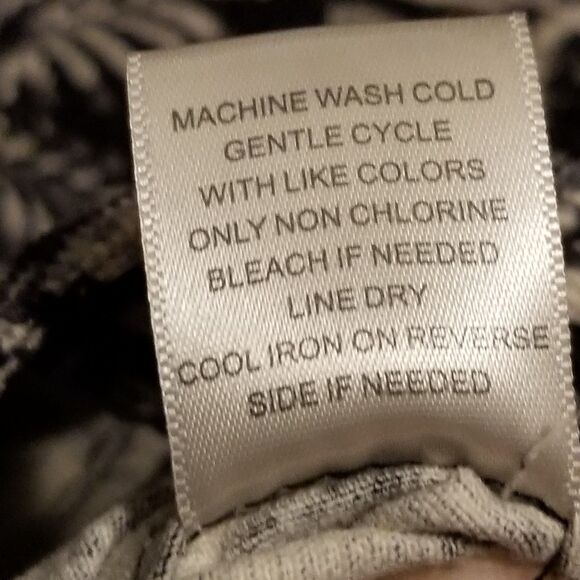 MACHINE WASH COLD
GENTLE CYCLE
WITH LIKE COLORS
ONLY NON CHLORINE
BLEACH IF NEEDED
LINE DRY
COOL IRON ON REVERSE
SIDE IF NEEDED